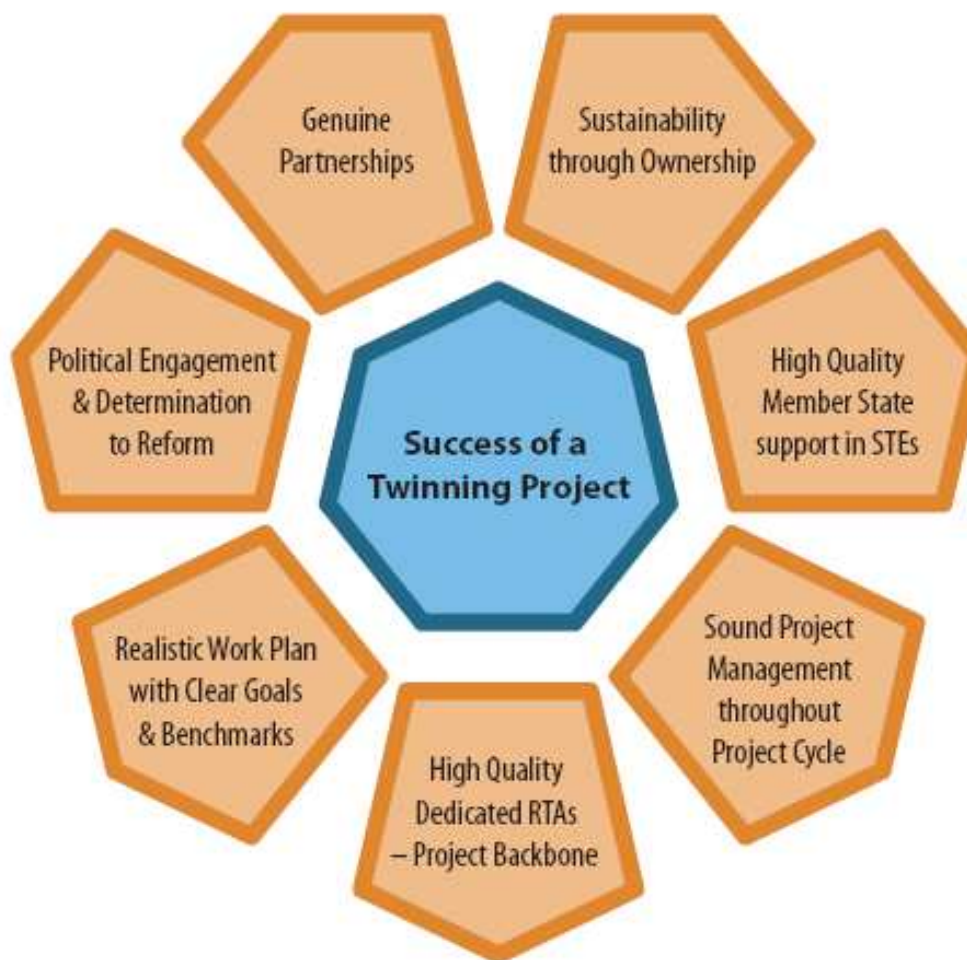 Genuine
Partnerships
Sustainability
through Ownership
Political Engagement
& Determination
to Reform
High Quality
Member State
support in STEs
Success of a
Twinning Project
Realistic Work Plan
with Clear Goals
& Benchmarks
Sound Project
Management
throughout
Project Cycle
High Quality
Dedicated RTAs
– Project Backbone